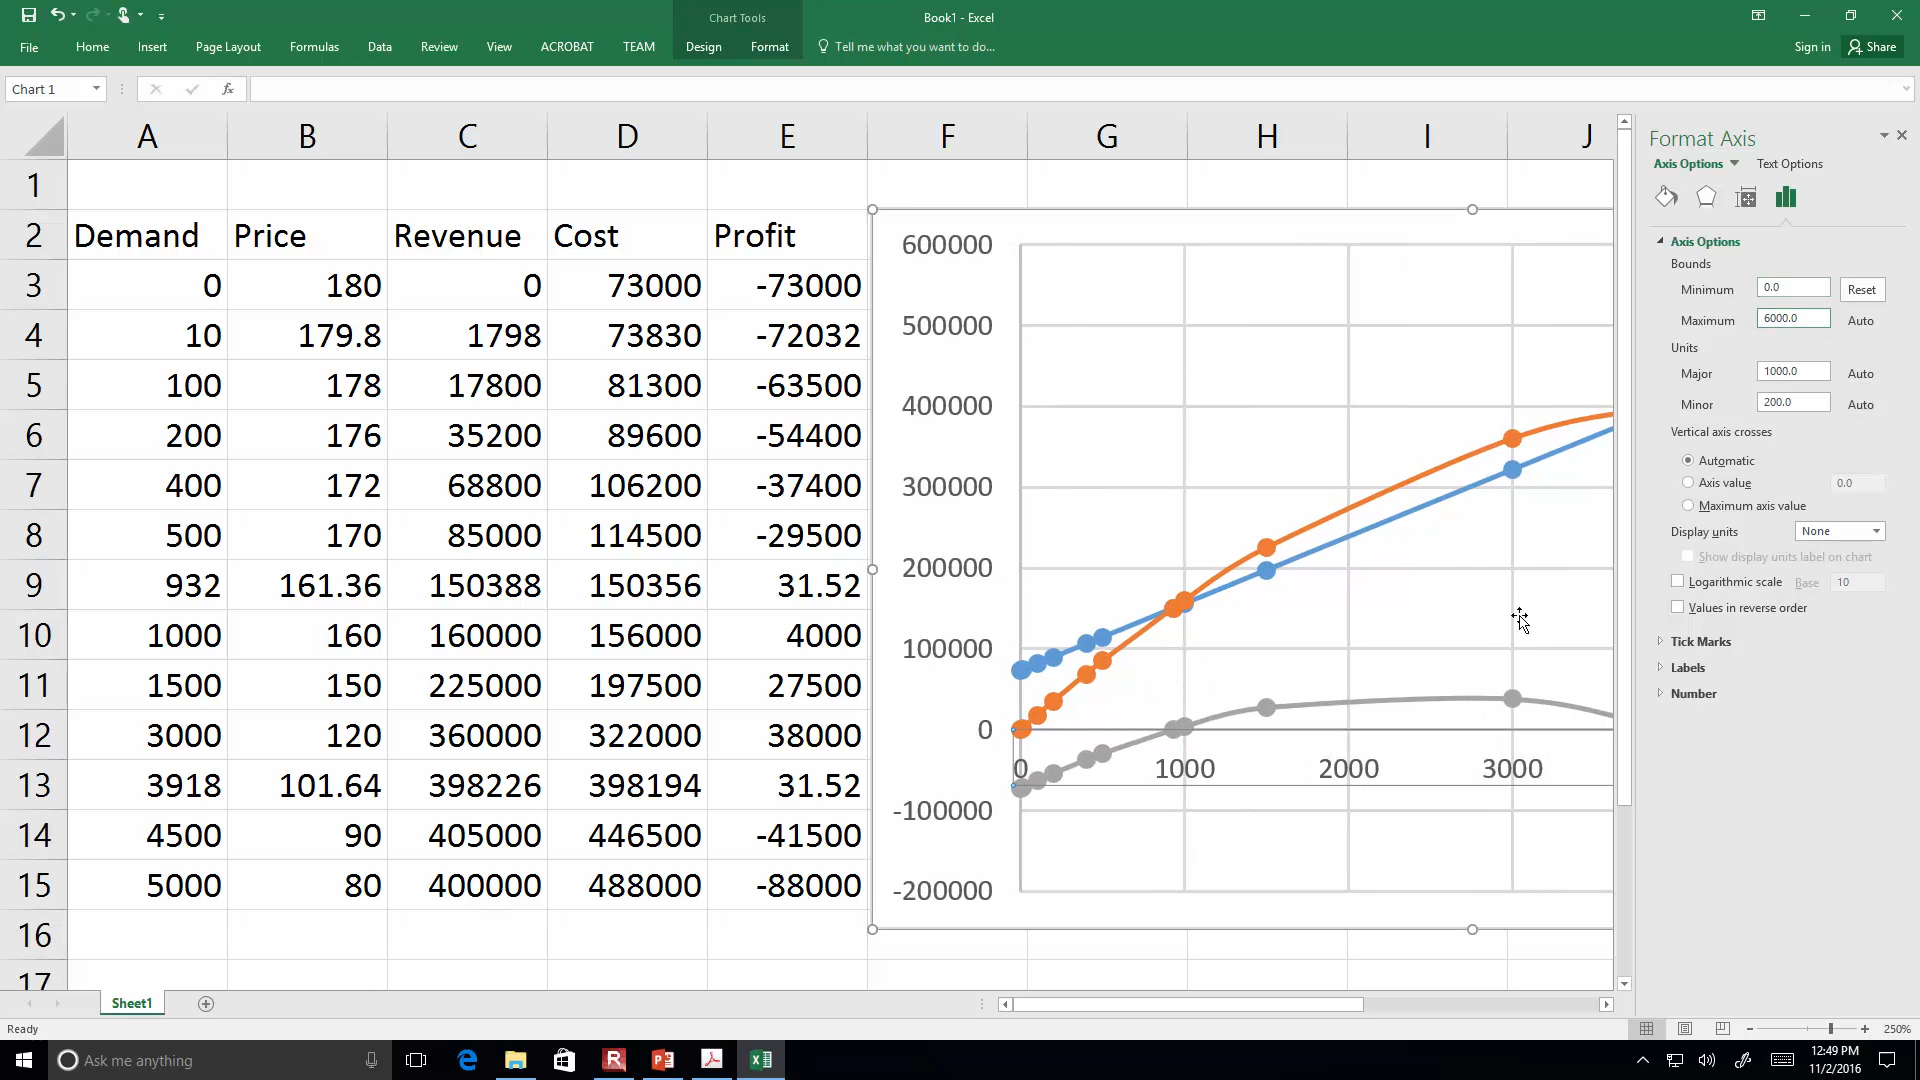 Chart Tools
Book1 - Excel
File Home Insert Page Layout Formulas Data Review View ACROBAT TEAM Design Format Tell me what you want to do... Sign in Share
Chart 1 fx
A B C D E F G H I J
1
2 Demand Price Revenue Cost Profit
3 0 180 0 73000 -73000
4 10 179.8 1798 73830 -72032
5 100 178 17800 81300 -63500
6 200 176 35200 89600 -54400
7 400 172 68800 106200 -37400
8 500 170 85000 114500 -29500
9 932 161.36 150388 150356 31.52
10 1000 160 160000 156000 4000
11 1500 150 225000 197500 27500
12 3000 120 360000 322000 38000
13 3918 101.64 398226 398194 31.52
14 4500 90 405000 446500 -41500
15 5000 80 400000 488000 -88000
16
17
600000
500000
400000
300000
200000
100000
0
0 1000 2000 3000
-100000
-200000
Format Axis
Axis Options Text Options
Axis Options
Bounds
Minimum 0.0 Reset
Maximum 6000.0 Auto
Units
Major 1000.0 Auto
Minor 200.0 Auto
Vertical axis crosses
Automatic
Axis value 0.0
Maximum axis value
Display units None
Show display units label on chart
Logarithmic scale Base 10
Values in reverse order
Tick Marks
Labels
Number
Sheet1
Ready 250%
Ask me anything
12:49 PM
11/2/2016